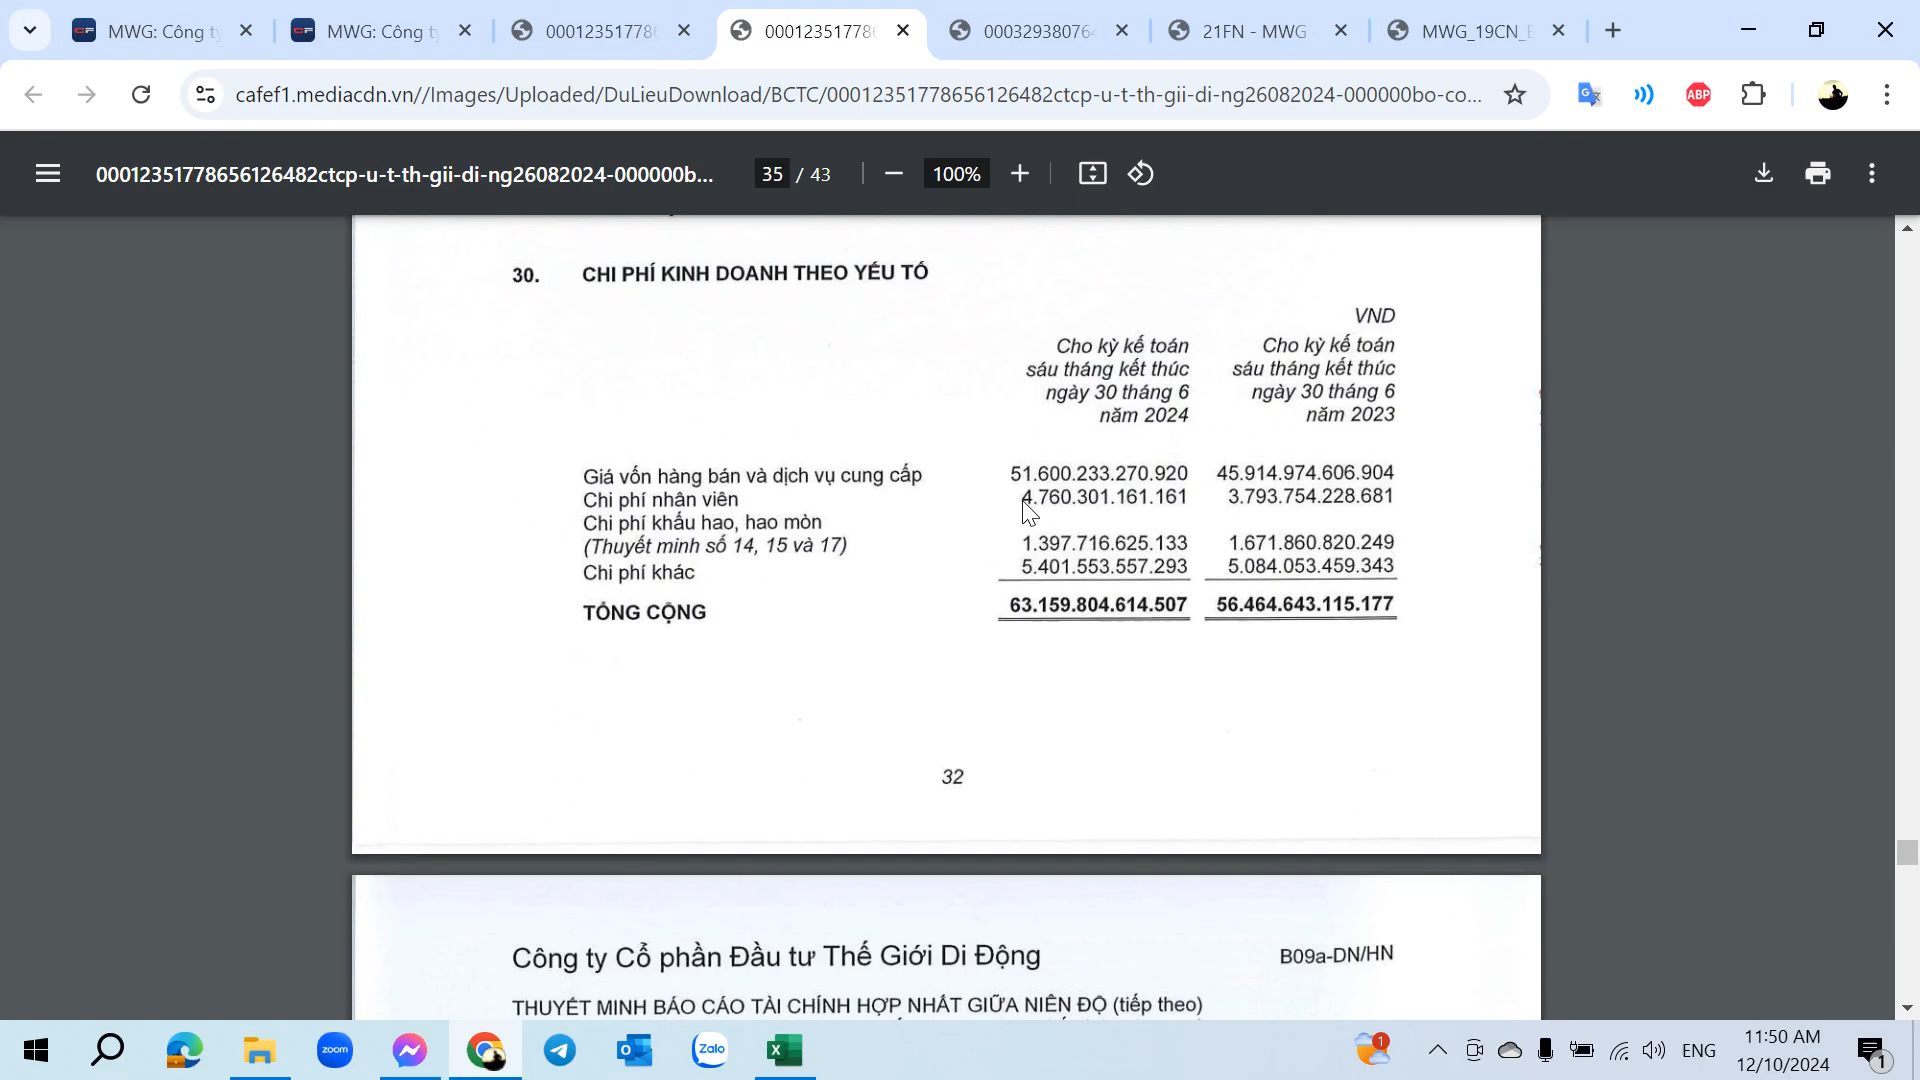 MWG: Công ty
MWG: Công ty
00012351778
00012351778
00032938076
21FN - MWG
MWG_19CN_
cafef1.mediacdn.vn//Images/Uploaded/DuLieuDownload/BCTC/00012351778656126482ctcp-u-t-th-gii-di-ng26082024-000000bo-co...
00012351778656126482ctcp-u-t-th-gii-di-ng26082024-000000b...
35 / 43
100%
ABP
30. CHI PHÍ KINH DOANH THEO YẾU TỐ
VND
Cho kỳ kế toán Cho kỳ kế toán
sáu tháng kết thúc sáu tháng kết thúc
ngày 30 tháng 6 ngày 30 tháng 6
năm 2024 năm 2023
Giá vốn hàng bán và dịch vụ cung cấp 51.600.233.270.920 45.914.974.606.904
Chi phí nhân viên 4.760.301.161.161 3.793.754.228.681
Chi phí khấu hao, hao mòn
(Thuyết minh số 14, 15 và 17) 1.397.716.625.133 1.671.860.820.249
Chi phí khác 5.401.553.557.293 5.084.053.459.343
TỔNG CỘNG 63.159.804.614.507 56.464.643.115.177
32
Công ty Cổ phần Đầu tư Thế Giới Di Động B09a-DN/HN
THUYẾT MINH BÁO CÁO TÀI CHÍNH HỢP NHẤT GIỮA NIÊN ĐỘ (tiếp theo)
zoom
Zalo
1
ENG
11:50 AM
12/10/2024
1